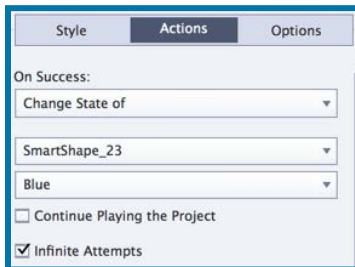 Style Actions Options
On Success:
Change State of
SmartShape_23
Blue
Continue Playing the Project
Infinite Attempts